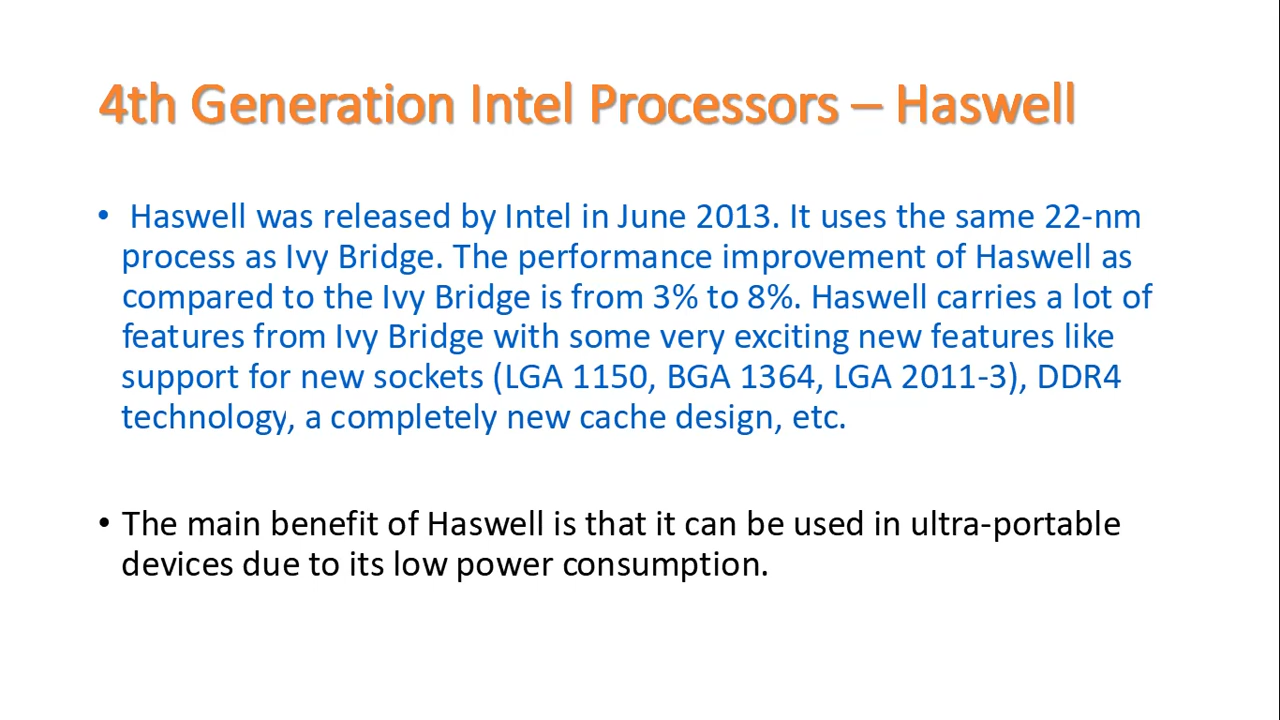 4th Generation Intel Processors – Haswell
• Haswell was released by Intel in June 2013. It uses the same 22-nm
process as Ivy Bridge. The performance improvement of Haswell as
compared to the Ivy Bridge is from 3% to 8%. Haswell carries a lot of
features from Ivy Bridge with some very exciting new features like
support for new sockets (LGA 1150, BGA 1364, LGA 2011-3), DDR4
technology, a completely new cache design, etc.
• The main benefit of Haswell is that it can be used in ultra-portable
devices due to its low power consumption.